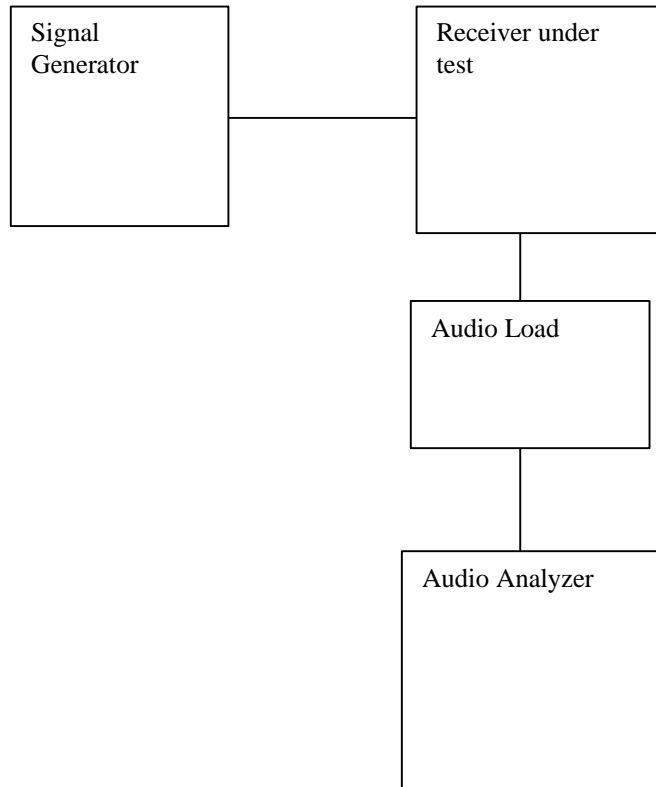 Signal
Generator
Receiver under
test
Audio Load
Audio Analyzer